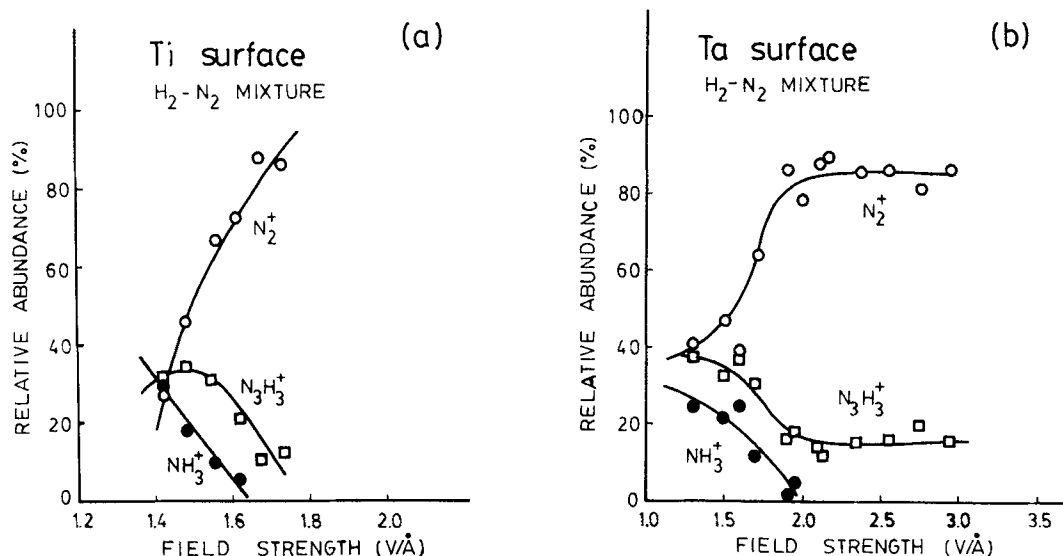 (a)
Ti surface
H₂-N₂ MIXTURE
RELATIVE ABUNDANCE (%)
100
80
60
40
20
0
N₂⁺
N₃H₃⁺
NH₃⁺
1.2 1.4 1.6 1.8 2.0
FIELD STRENGTH (V/Å)
(b)
Ta surface
H₂-N₂ MIXTURE
RELATIVE ABUNDANCE (%)
100
80
60
40
20
0
N₂⁺
N₃H₃⁺
NH₃⁺
1.0 1.5 2.0 2.5 3.0 3.5
FIELD STRENGTH (V/Å)